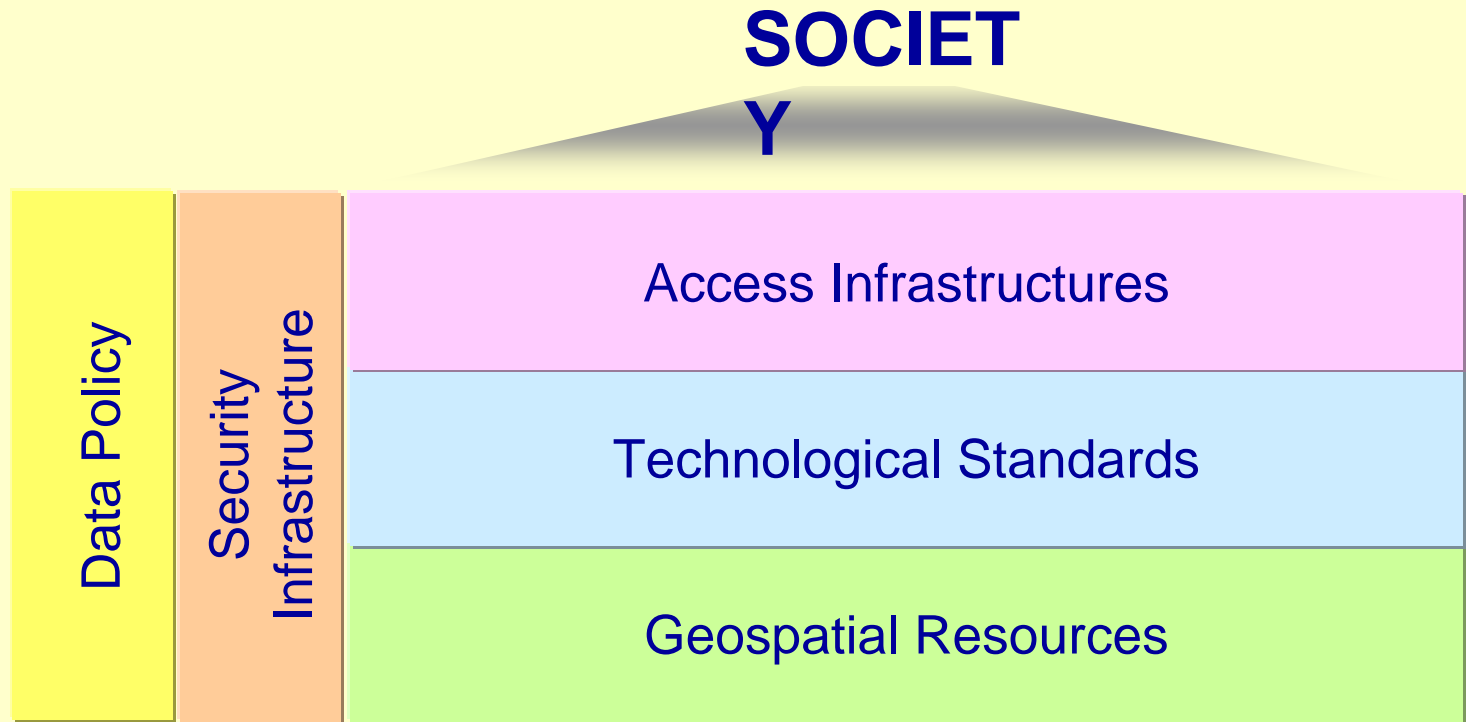 SOCIET
Y
Data Policy
Security
Infrastructure
Access Infrastructures
Technological Standards
Geospatial Resources